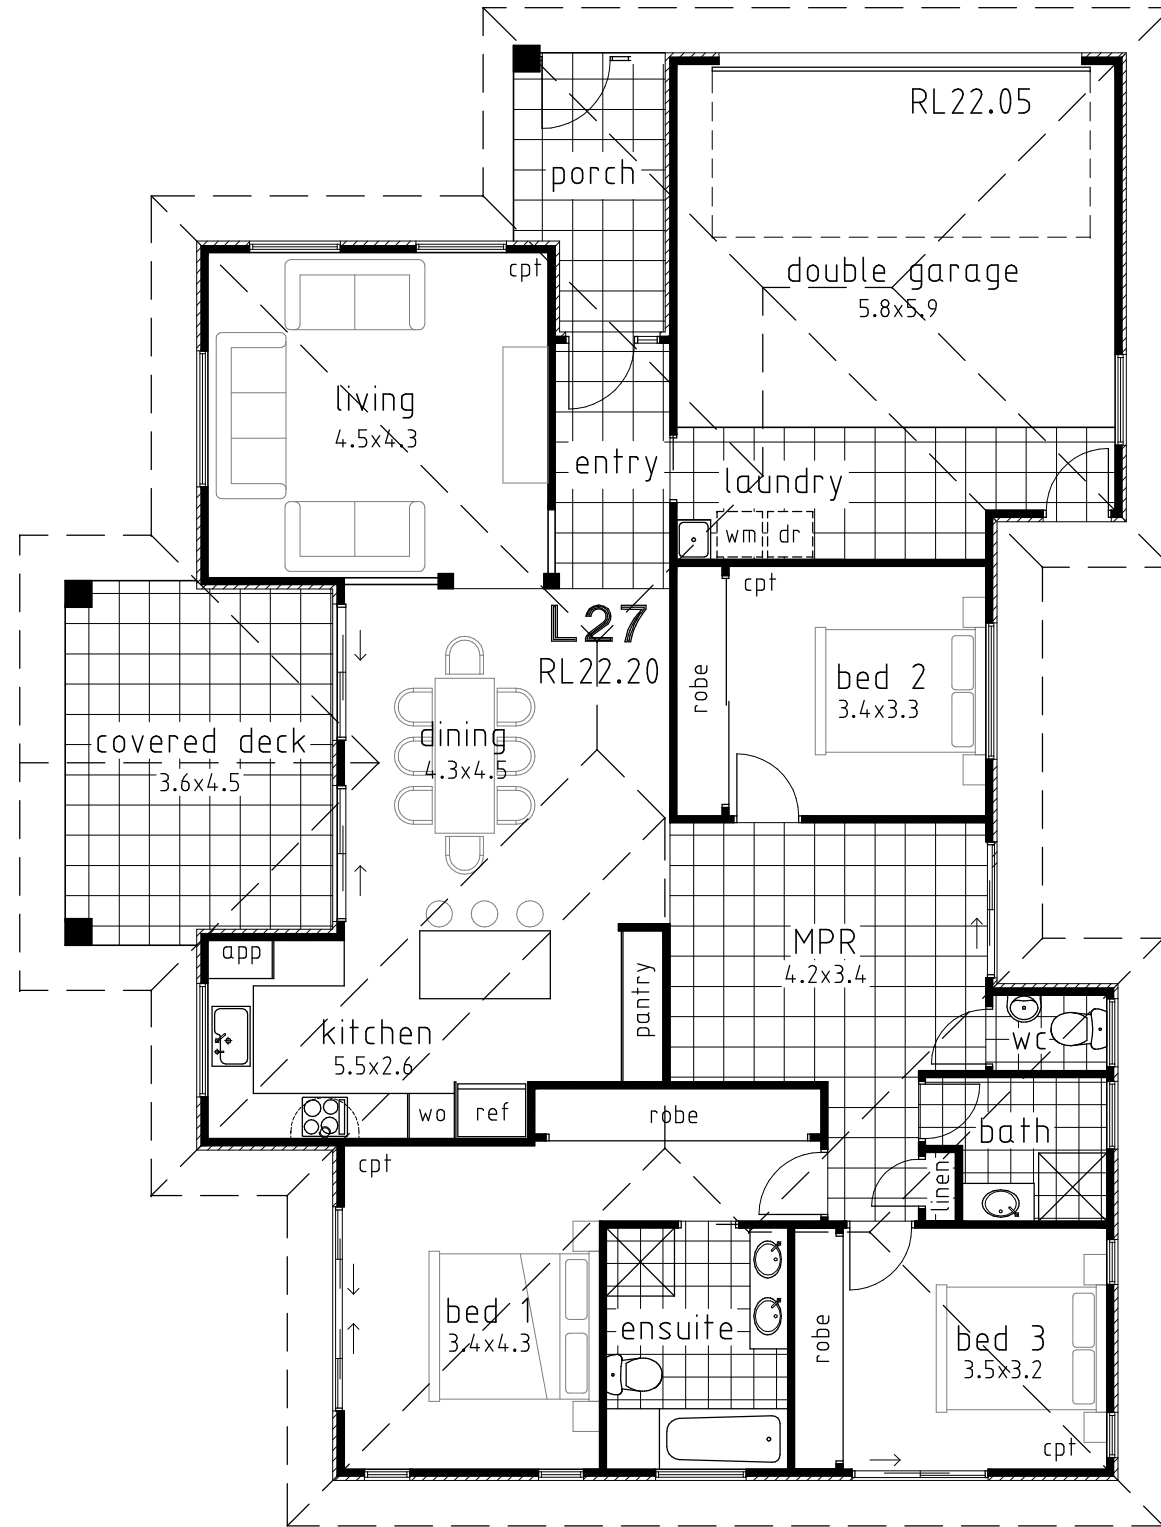 RL22.05
porch
double garage
5.8x5.9
cpt
living
4.5x4.3
entry
laundry
wm
dr
cpt
L27
RL22.20
robe
bed 2
3.4x3.3
covered deck
3.6x4.5
dining
4.3x4.5
app
MPR
4.2x3.4
pantry
kitchen
5.5x2.6
wc
wo
ref
robe
bath
cpt
linen
bed 1
3.4x4.3
ensuite
robe
bed 3
3.5x3.2
cpt